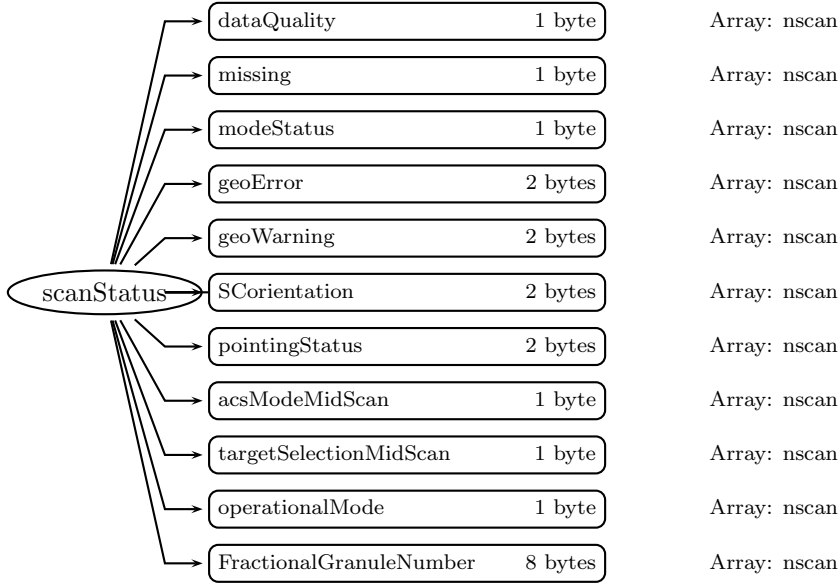 dataQuality 1 byte Array: nscan
missing 1 byte Array: nscan
modeStatus 1 byte Array: nscan
geoError 2 bytes Array: nscan
geoWarning 2 bytes Array: nscan
scanStatus SCorientation 2 bytes Array: nscan
pointingStatus 2 bytes Array: nscan
acsModeMidScan 1 byte Array: nscan
targetSelectionMidScan 1 byte Array: nscan
operationalMode 1 byte Array: nscan
FractionalGranuleNumber 8 bytes Array: nscan